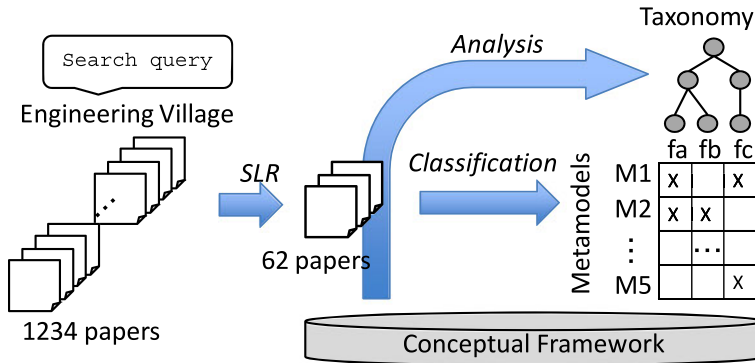 Search query
Engineering Village
1234 papers
SLR
62 papers
Analysis
Classification
Taxonomy
fa fb fc
Metamodels
M1 x x
M2 x x
⋮ ...
M5 x
Conceptual Framework